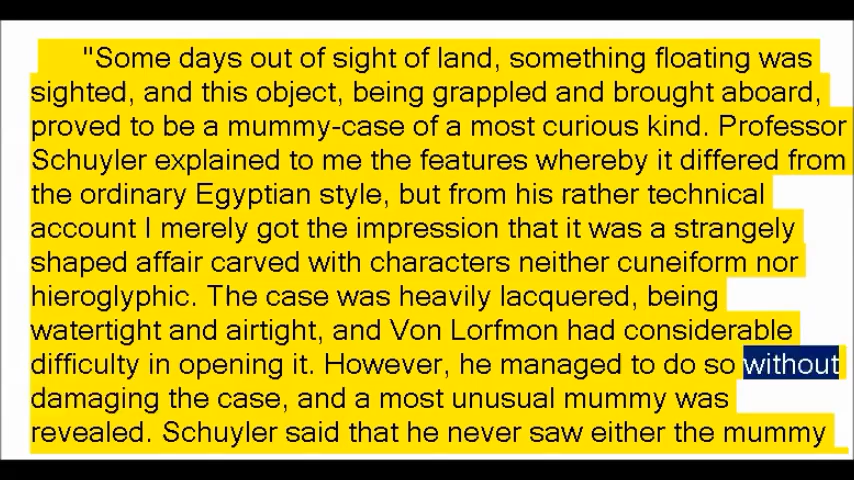 "Some days out of sight of land, something floating was
sighted, and this object, being grappled and brought aboard,
proved to be a mummy-case of a most curious kind. Professor
Schuyler explained to me the features whereby it differed from
the ordinary Egyptian style, but from his rather technical
account I merely got the impression that it was a strangely
shaped affair carved with characters neither cuneiform nor
hieroglyphic. The case was heavily lacquered, being
watertight and airtight, and Von Lorfmon had considerable
difficulty in opening it. However, he managed to do so without
damaging the case, and a most unusual mummy was
revealed. Schuyler said that he never saw either the mummy